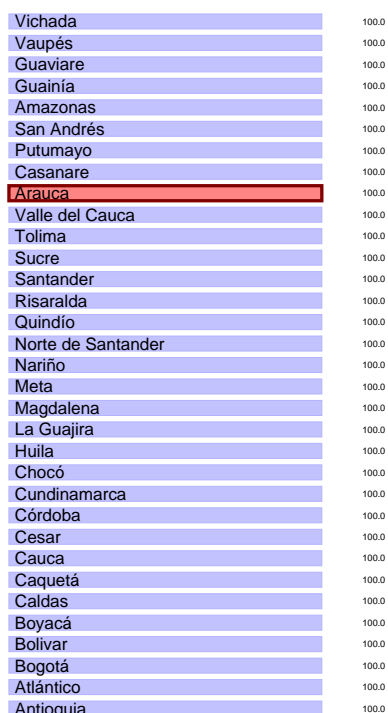 Vichada 100.0
Vaupés 100.0
Guaviare 100.0
Guainía 100.0
Amazonas 100.0
San Andrés 100.0
Putumayo 100.0
Casanare 100.0
Arauca 100.0
Valle del Cauca 100.0
Tolima 100.0
Sucre 100.0
Santander 100.0
Risaralda 100.0
Quindío 100.0
Norte de Santander 100.0
Nariño 100.0
Meta 100.0
Magdalena 100.0
La Guajira 100.0
Huila 100.0
Chocó 100.0
Cundinamarca 100.0
Córdoba 100.0
Cesar 100.0
Cauca 100.0
Caquetá 100.0
Caldas 100.0
Boyacá 100.0
Bolivar 100.0
Bogotá 100.0
Atlántico 100.0
Antioquia 100.0